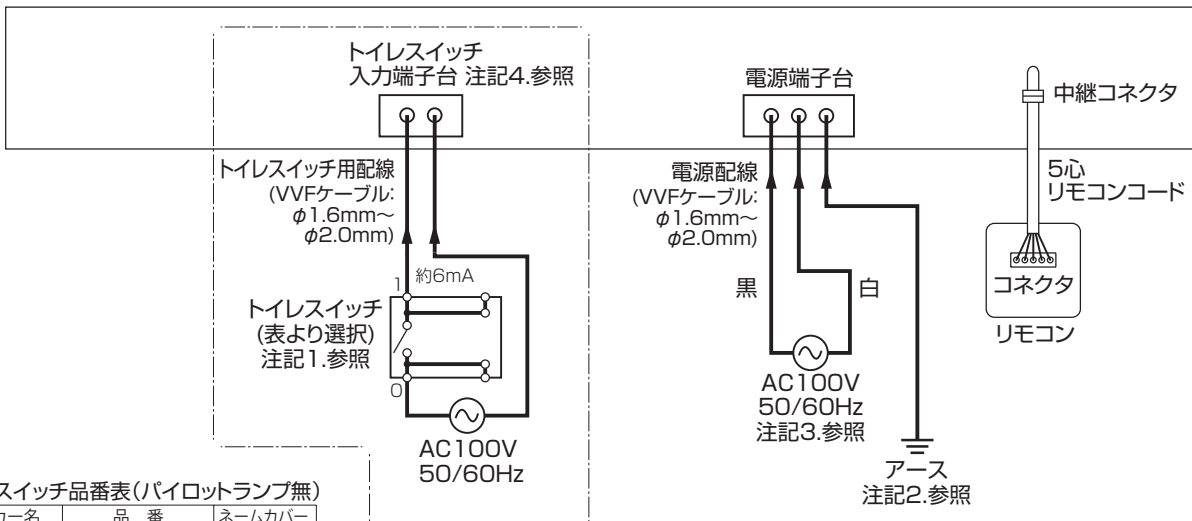 トイレスイッチ
入力端子台 注記4.参照
電源端子台
中継コネクタ
トイレスイッチ用配線
(VVFケーブル:
φ1.6mm〜
φ2.0mm)
電源配線
(VVFケーブル:
φ1.6mm〜
φ2.0mm)
5心
リモコンコード
1
約6mA
トイレスイッチ
(表より選択)
注記1.参照
0
AC100V
50/60Hz
黒
白
AC100V
50/60Hz
注記3.参照
コネクタ
リモコン
アース
注記2.参照
スイッチ品番表(パイロットランプ無)
カー名 品 番 ネームカバー